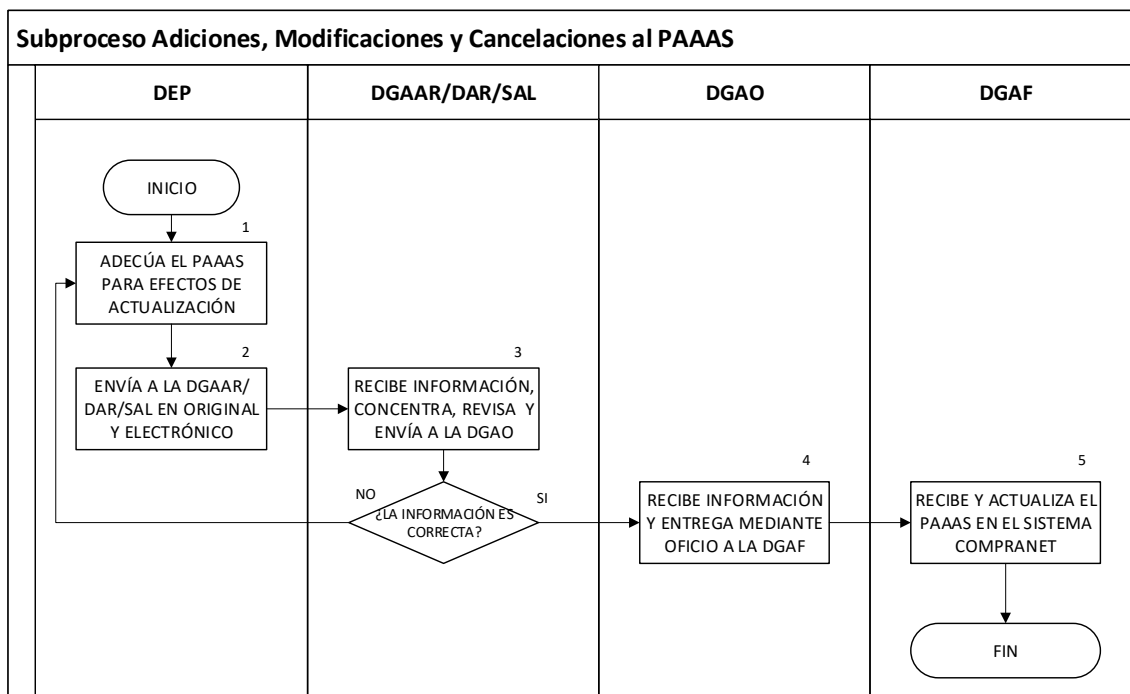 Subproceso Adiciones, Modificaciones y Cancelaciones al PAAAS
DEP
DGAAR/DAR/SAL
DGAO
DGAF
INICIO
1
ADECÚA EL PAAAS
PARA EFECTOS DE
ACTUALIZACIÓN
2
ENVÍA A LA DGAAR/
DAR/SAL EN ORIGINAL
Y ELECTRÓNICO
3
RECIBE INFORMACIÓN,
CONCENTRA, REVISA Y
ENVÍA A LA DGAO
NO
¿LA INFORMACIÓN ES
CORRECTA?
SI
4
RECIBE INFORMACIÓN
Y ENTREGA MEDIANTE
OFICIO A LA DGAF
5
RECIBE Y ACTUALIZA EL
PAAAS EN EL SISTEMA
COMPRANET
FIN